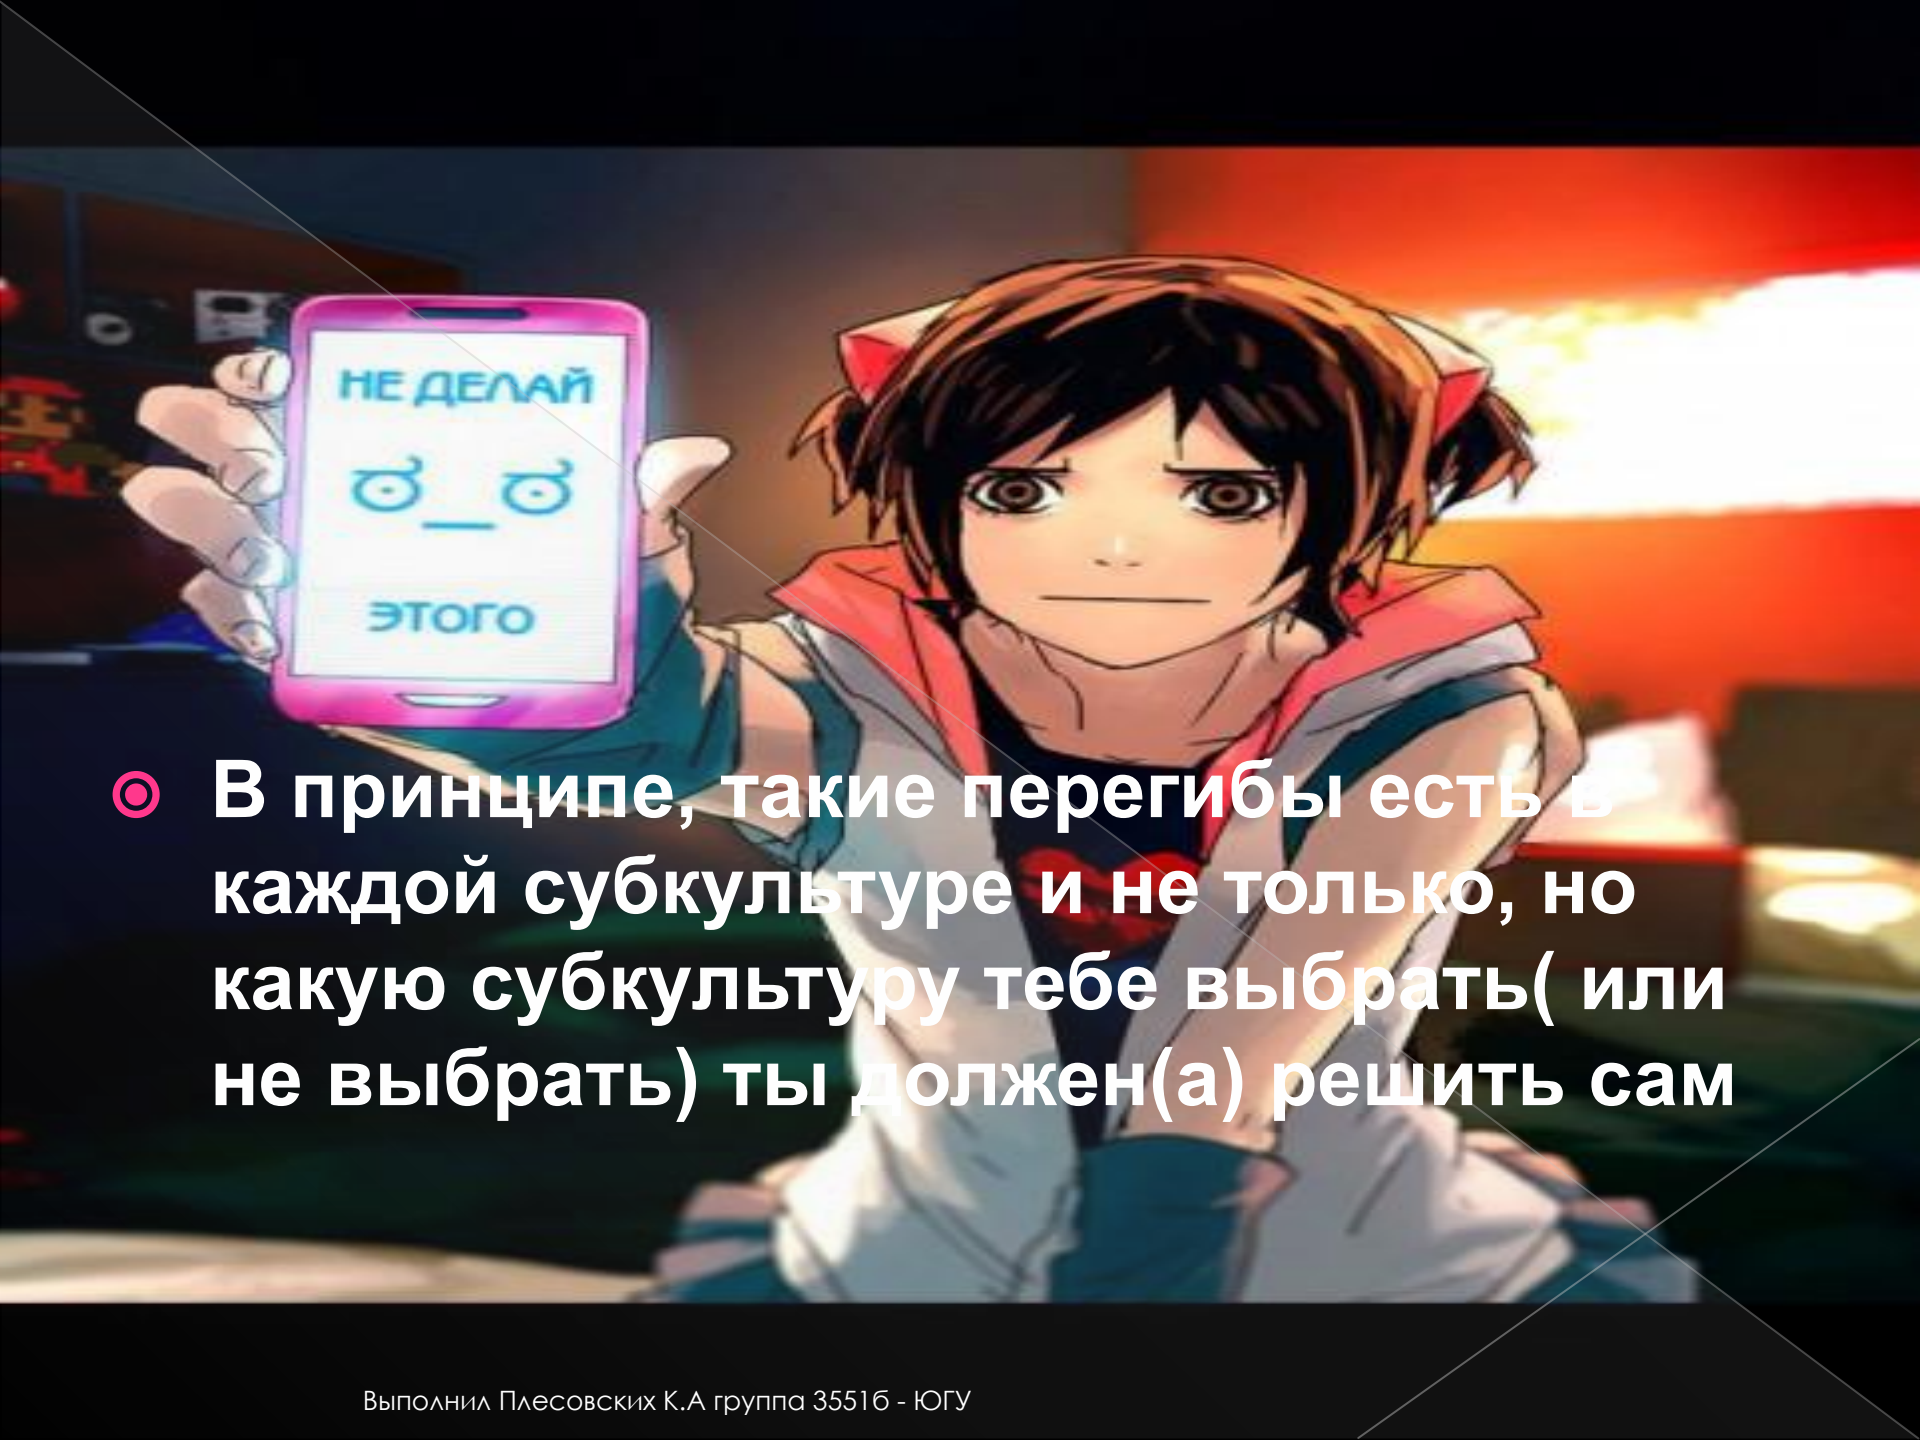 НЕ ДЕЛАЙ
ಠ_ಠ
ЭТОГО
В принципе, такие перегибы есть в
каждой субкультуре и не только, но
какую субкультуру тебе выбрать( или
не выбрать) ты должен(а) решить сам
Выполнил Плесовских К.А группа 3551б - ЮГУ